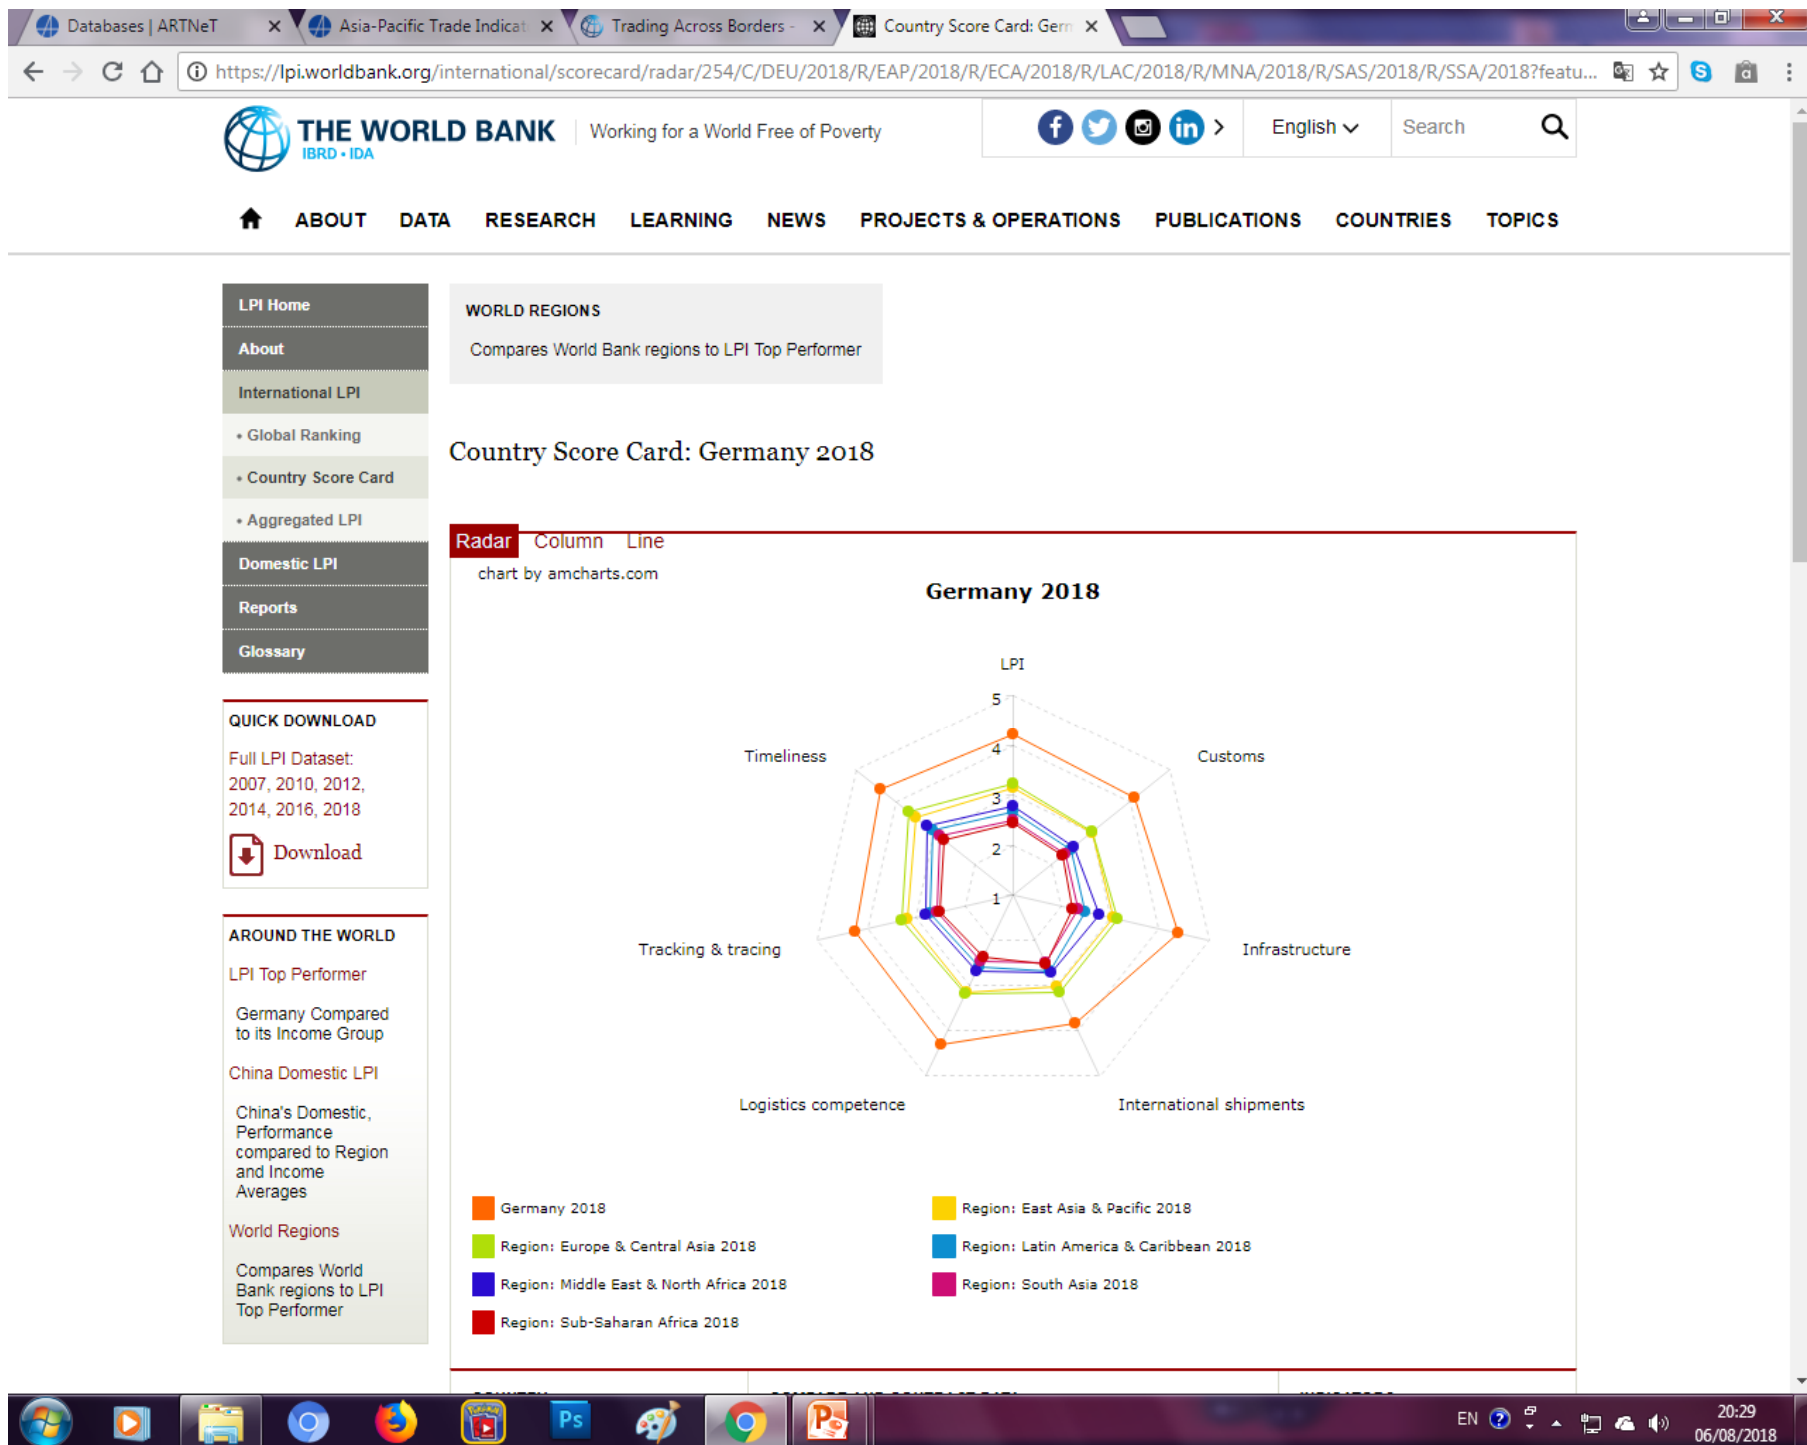 Databases | ARTNeT
Asia-Pacific Trade Indicat
Trading Across Borders -
Country Score Card: Germ
https://lpi.worldbank.org/international/scorecard/radar/254/C/DEU/2018/R/EAP/2018/R/ECA/2018/R/LAC/2018/R/MNA/2018/R/SAS/2018/R/SSA/2018?featu...
THE WORLD BANK
IBRD • IDA
Working for a World Free of Poverty
English
Search
ABOUT DATA RESEARCH LEARNING NEWS PROJECTS & OPERATIONS PUBLICATIONS COUNTRIES TOPICS
LPI Home
About
International LPI
• Global Ranking
• Country Score Card
• Aggregated LPI
Domestic LPI
Reports
Glossary
QUICK DOWNLOAD
Full LPI Dataset:
2007, 2010, 2012,
2014, 2016, 2018
Download
AROUND THE WORLD
LPI Top Performer
Germany Compared
to its Income Group
China Domestic LPI
China's Domestic,
Performance
compared to Region
and Income
Averages
World Regions
Compares World
Bank regions to LPI
Top Performer
WORLD REGIONS
Compares World Bank regions to LPI Top Performer
Country Score Card: Germany 2018
Radar Column Line
chart by amcharts.com
Germany 2018
LPI
5
4
3
2
1
Timeliness
Customs
Tracking & tracing
Infrastructure
Logistics competence
International shipments
Germany 2018
Region: East Asia & Pacific 2018
Region: Europe & Central Asia 2018
Region: Latin America & Caribbean 2018
Region: Middle East & North Africa 2018
Region: South Asia 2018
Region: Sub-Saharan Africa 2018
Ps
EN
20:29
06/08/2018